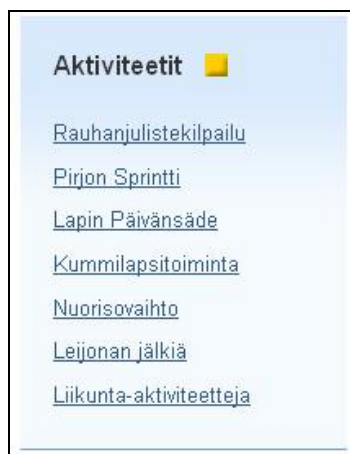 Aktiviteetit
Rauhanjulistekilpailu
Pirjon Sprintti
Lapin Päivänsäde
Kummilapsitoiminta
Nuorisovaihto
Leijonan jälkiä
Liikunta-aktiviteetteja